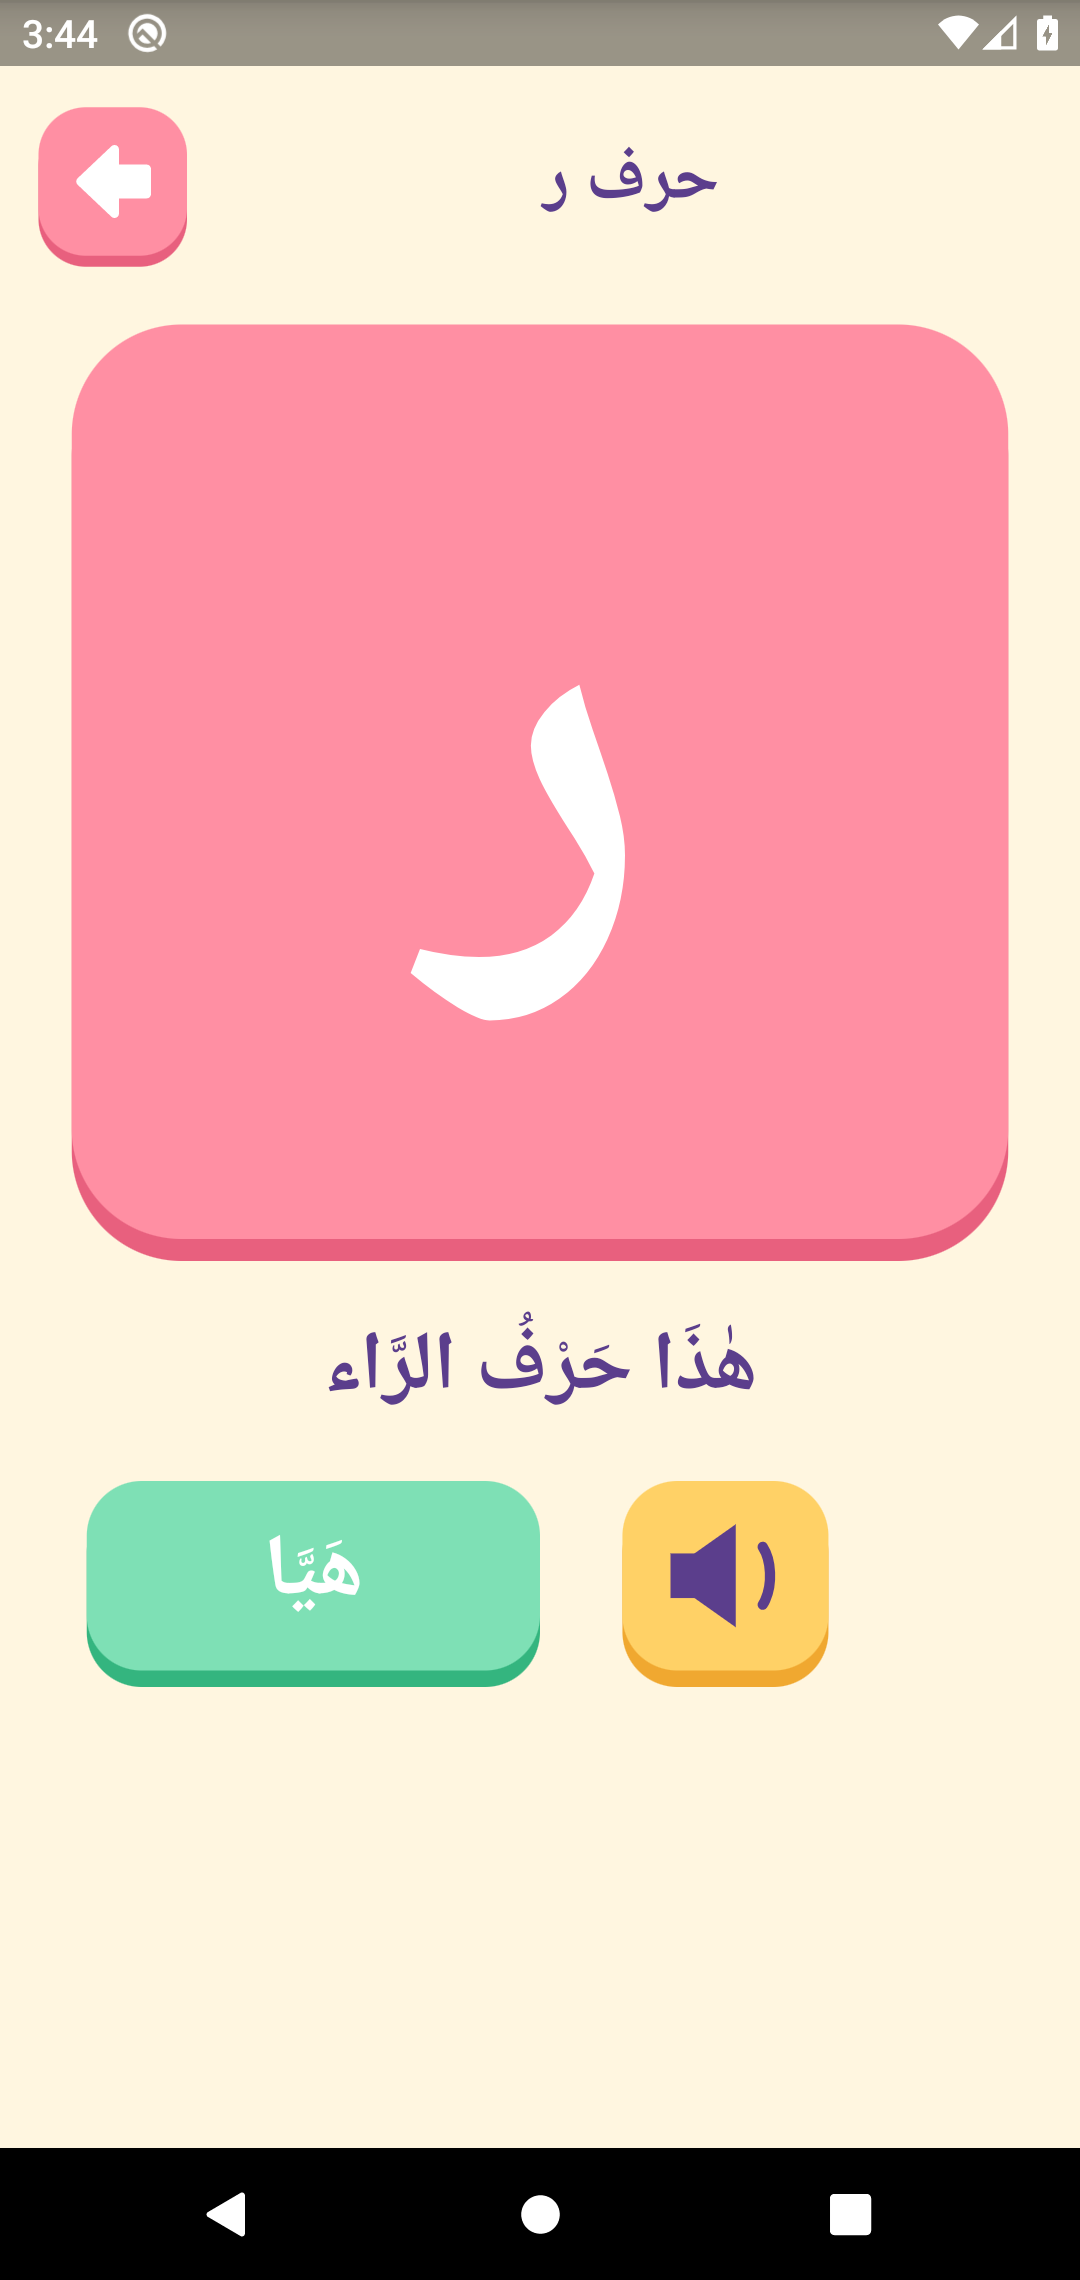 3:44
حرف ر
ر
هٰذَا حَرْفُ الرَّاء
هَيَّا